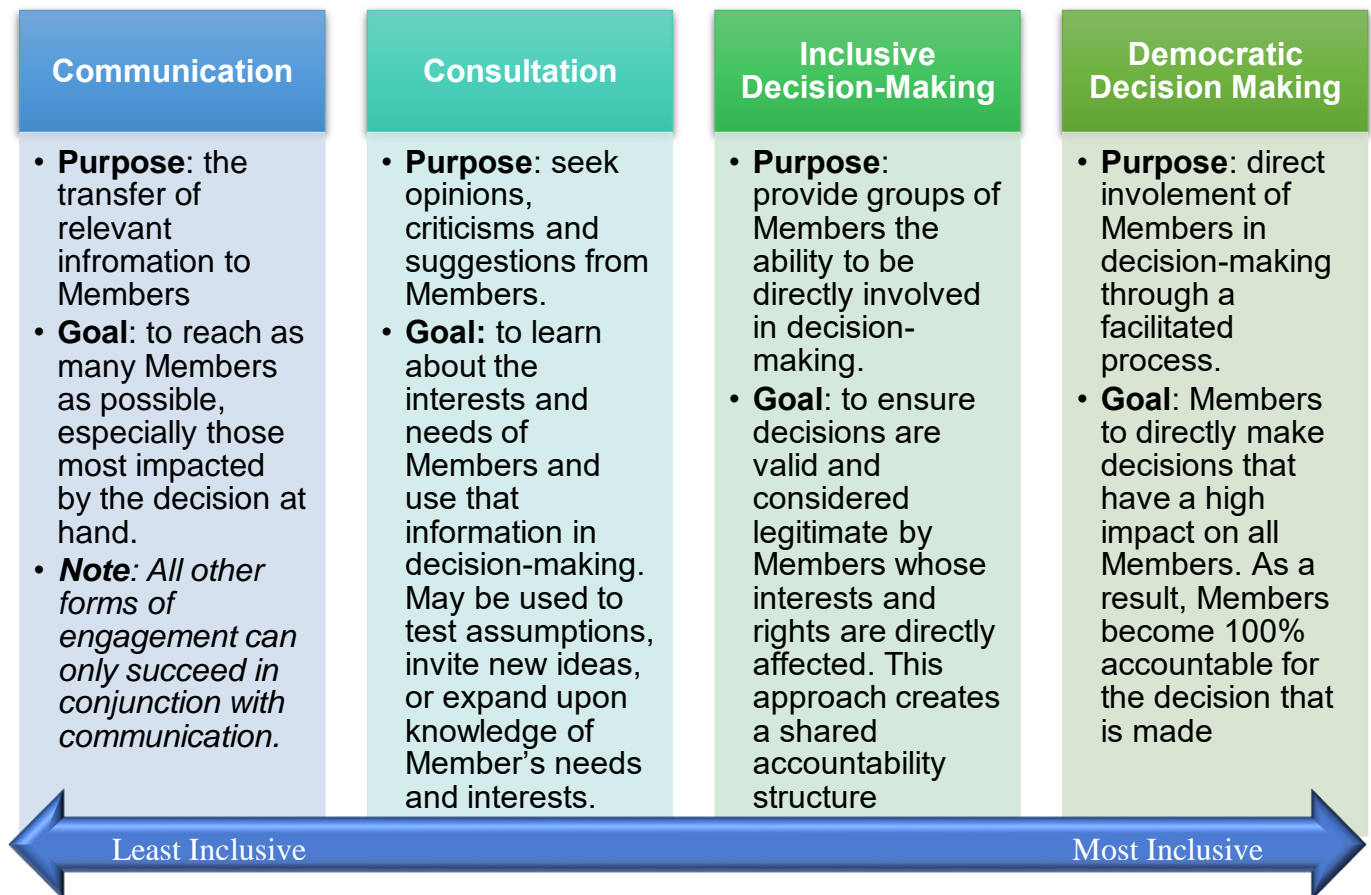 Communication
• Purpose: the
transfer of
relevant
infromation to
Members
• Goal: to reach as
many Members
as possible,
especially those
most impacted
by the decision at
hand.
• Note: All other
forms of
engagement can
only succeed in
conjunction with
communication.
Consultation
• Purpose: seek
opinions,
criticisms and
suggestions from
Members.
• Goal: to learn
about the
interests and
needs of
Members and
use that
information in
decision-making.
May be used to
test assumptions,
invite new ideas,
or expand upon
knowledge of
Member’s needs
and interests.
Inclusive
Decision-Making
• Purpose:
provide groups of
Members the
ability to be
directly involved
in decision-
making.
• Goal: to ensure
decisions are
valid and
considered
legitimate by
Members whose
interests and
rights are directly
affected. This
approach creates
a shared
accountability
structure
Democratic
Decision Making
• Purpose: direct
involement of
Members in
decision-making
through a
facilitated
process.
• Goal: Members
to directly make
decisions that
have a high
impact on all
Members. As a
result, Members
become 100%
accountable for
the decision that
is made
Least Inclusive
Most Inclusive